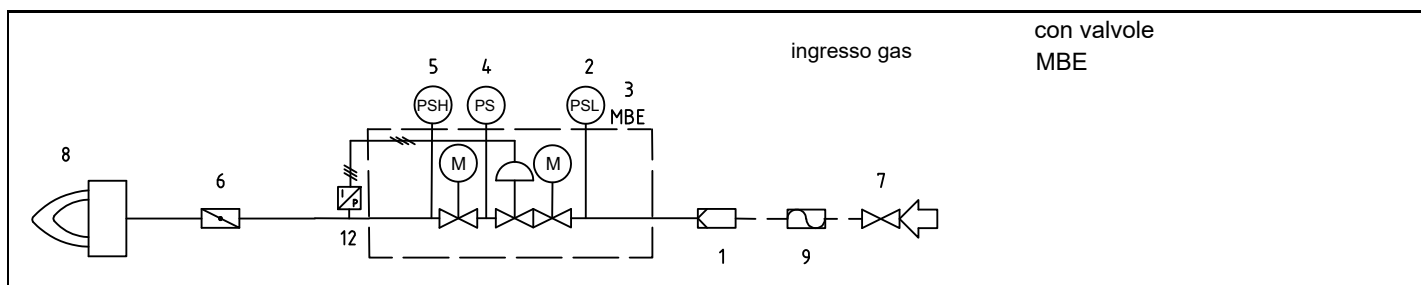 con valvole
ingresso gas
MBE
5 4 2
3
PSH PS PSL MBE
8 M M
6 7
I
P
12 1 9